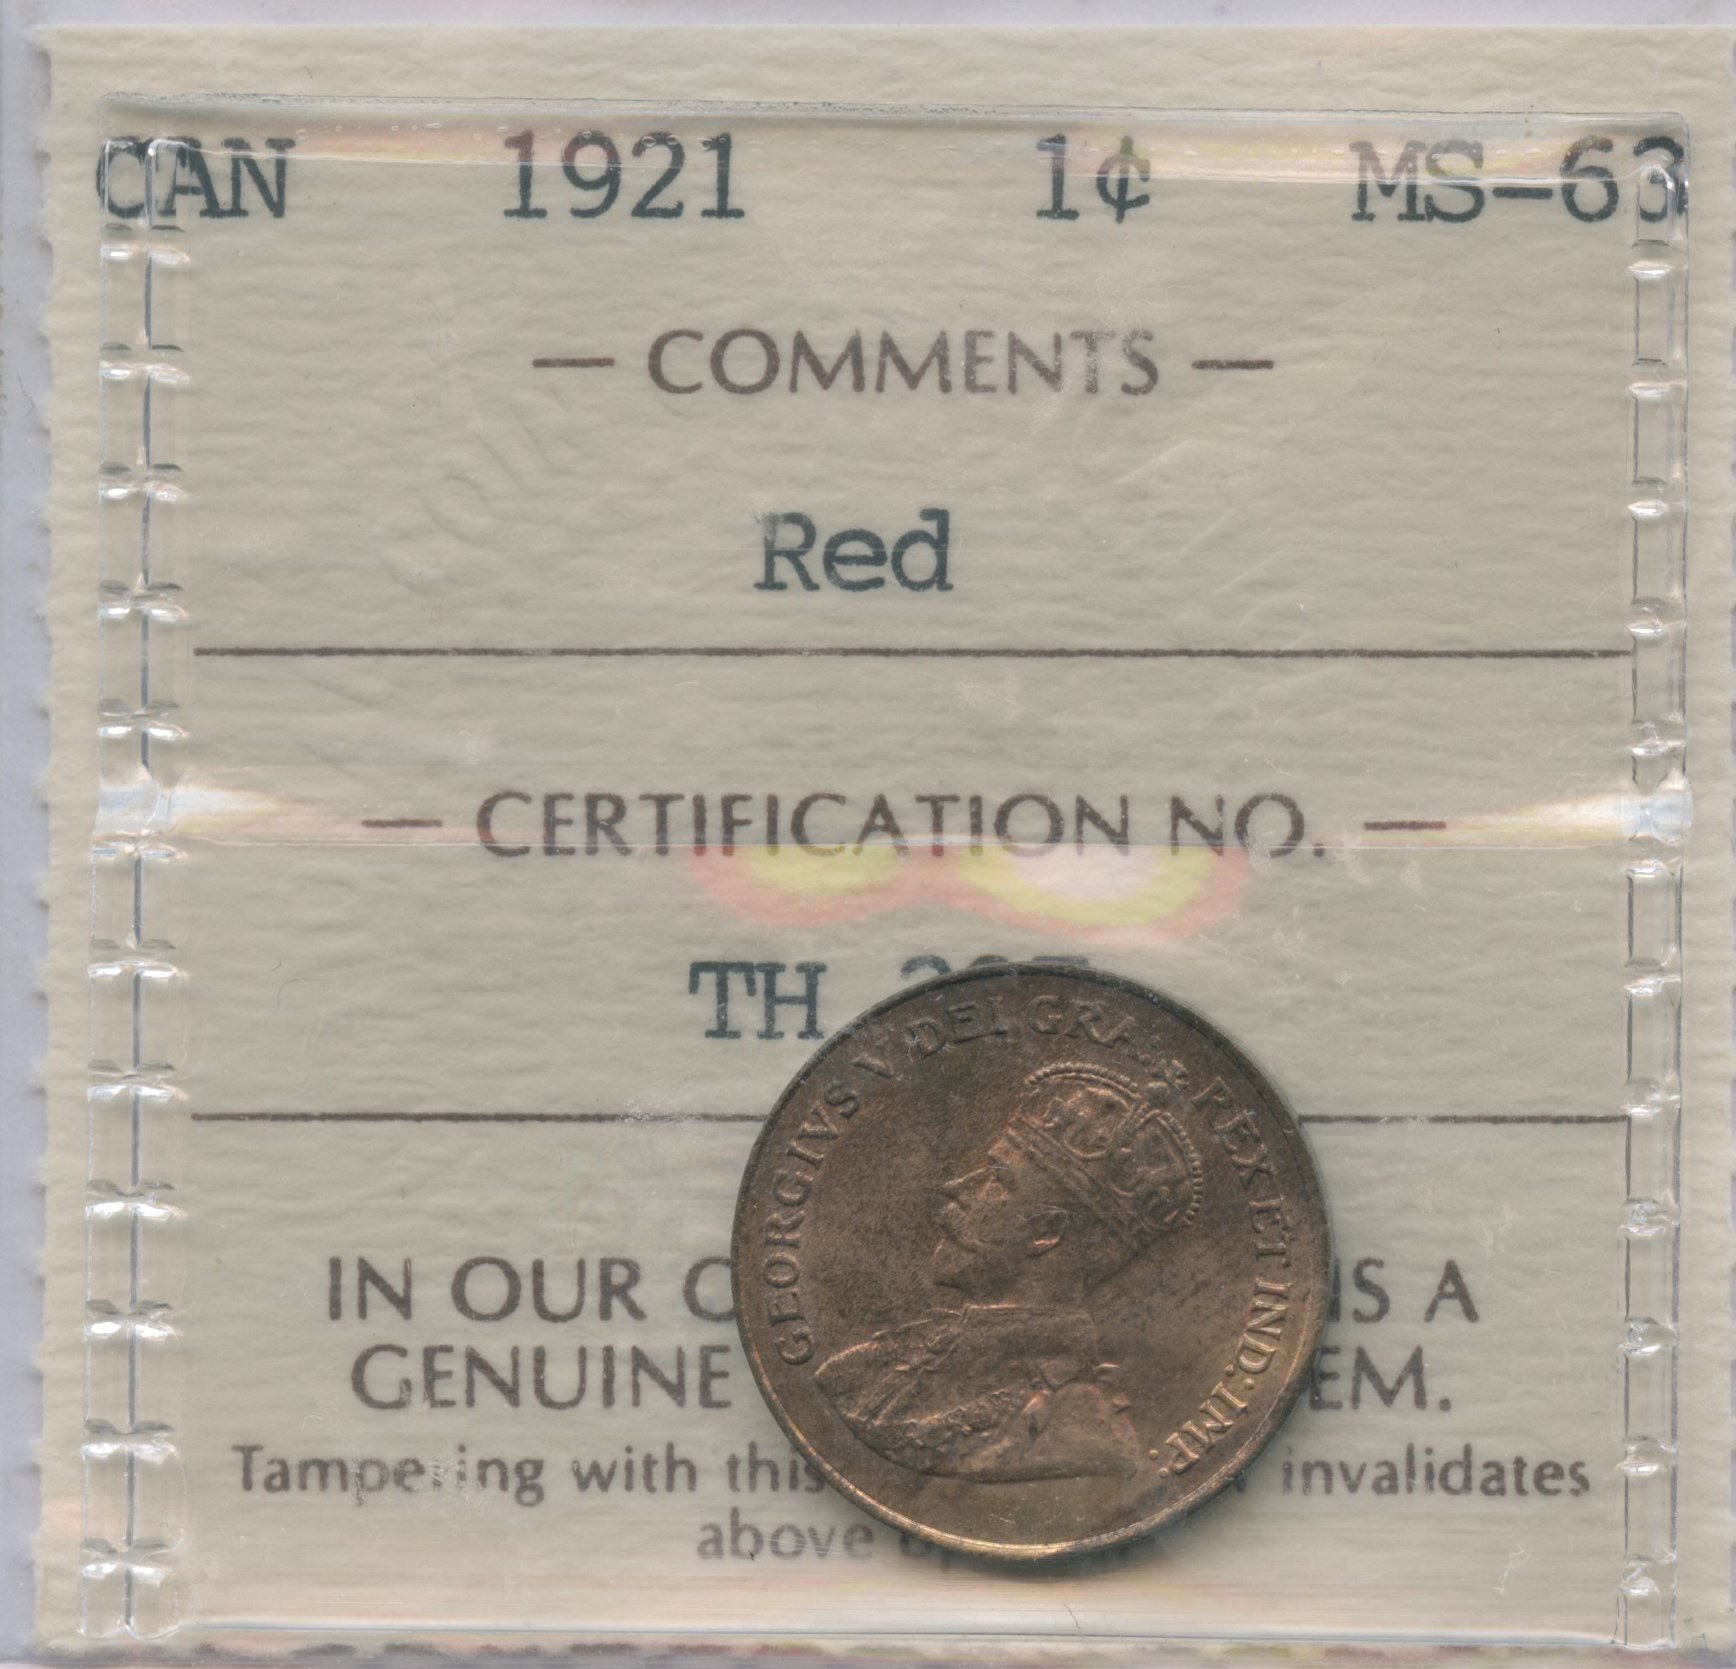 CAN 1921 1¢ MS-63
— COMMENTS —
Red
— CERTIFICATION NO. —
TH
GEORGIVS V DEI GRA: REX ET IND: IMP:
IN OUR IS A
GENUINE
Tampering with this invalidates
above